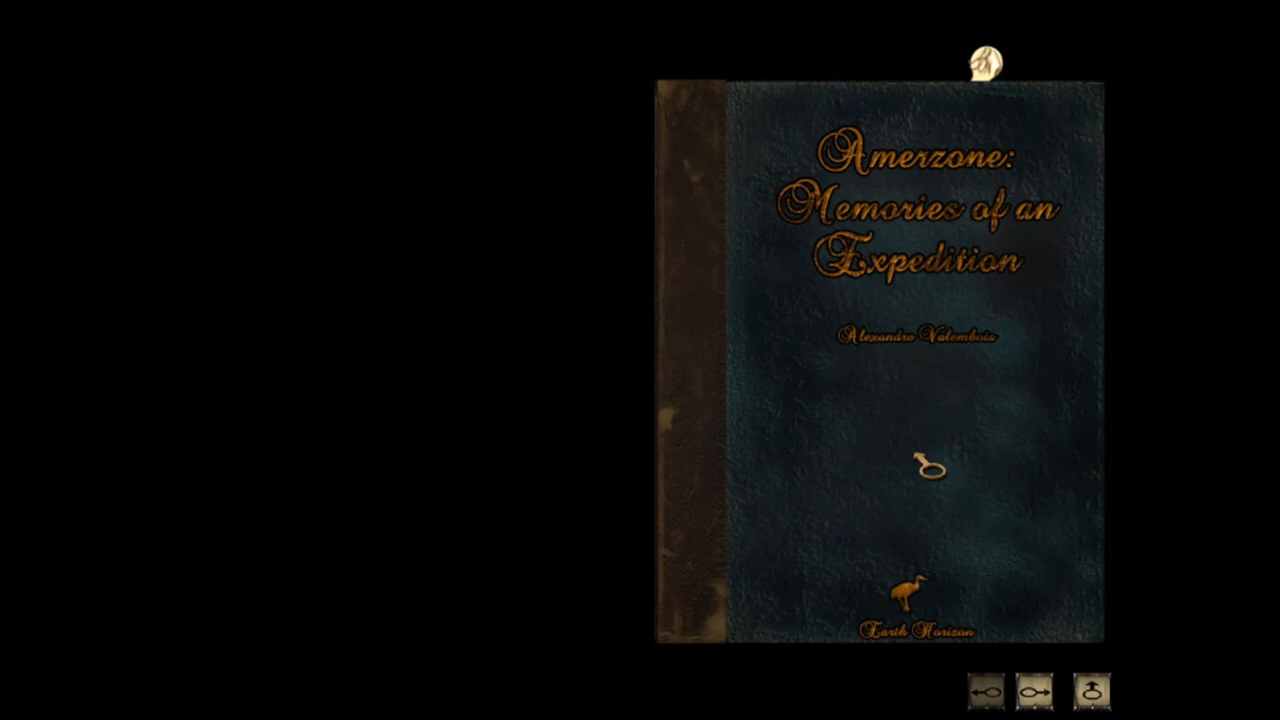 Amerzone:
Memories of an
Expedition
Alexandre Valembois
Earth Horizon